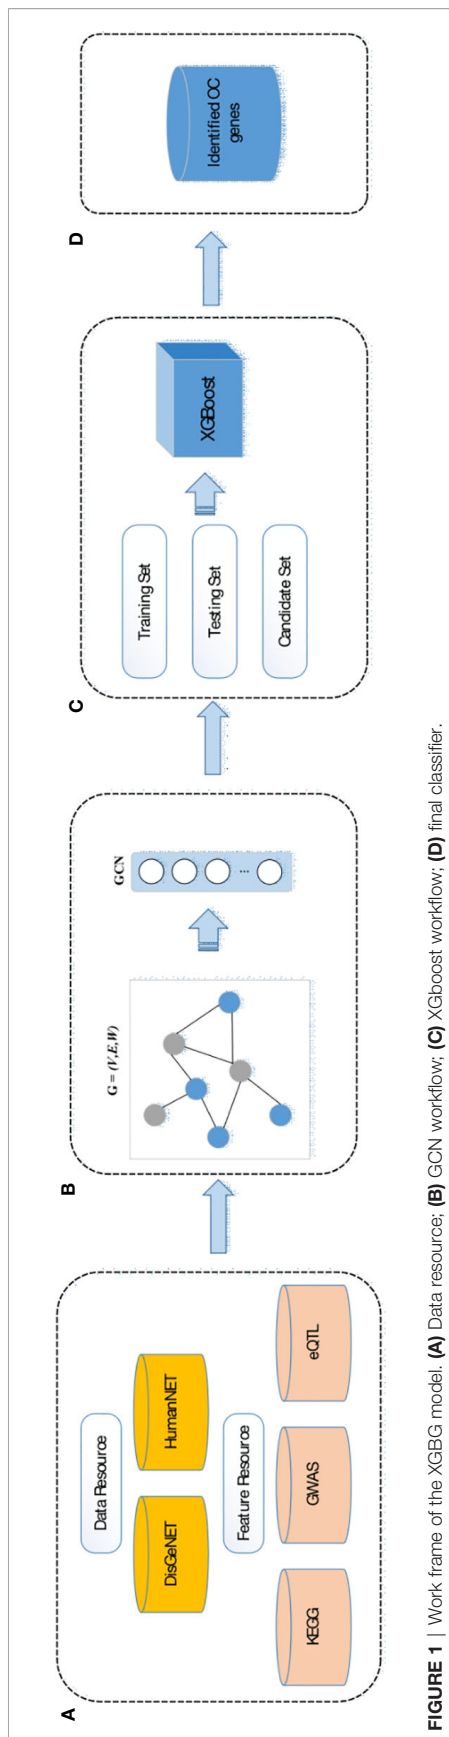 A
Data Resource
DisGeNET
HumanNET
Feature Resource
KEGG
GWAS
eQTL
B
G = (V,E,W)
GCN
...
C
Training Set
Testing Set
Candidate Set
XGBoost
D
Identified OC
genes
FIGURE 1 | Work frame of the XGBG model. (A) Data resource; (B) GCN workflow; (C) XGboost workflow; (D) final classifier.